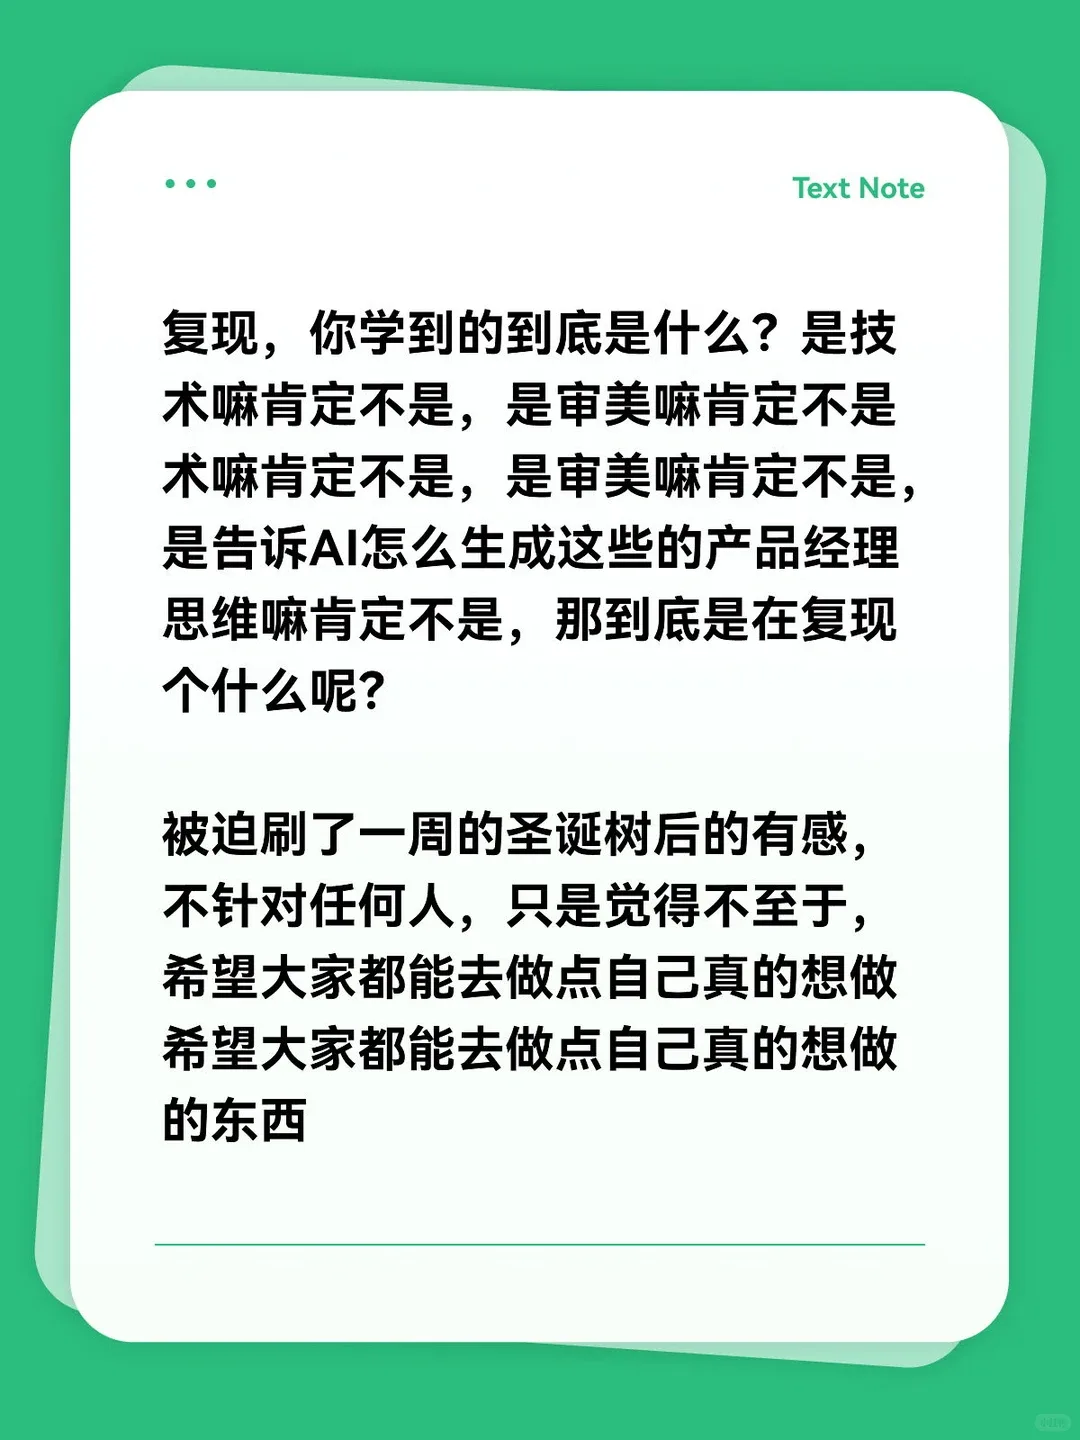 Text Note
复现，你学到的到底是什么？是技
术嘛肯定不是，是审美嘛肯定不是
术嘛肯定不是，是审美嘛肯定不是，
是告诉AI怎么生成这些的产品经理
思维嘛肯定不是，那到底是在复现
个什么呢？
被迫刷了一周的圣诞树后的有感，
不针对任何人，只是觉得不至于，
希望大家都能去做点自己真的想做
希望大家都能去做点自己真的想做
的东西